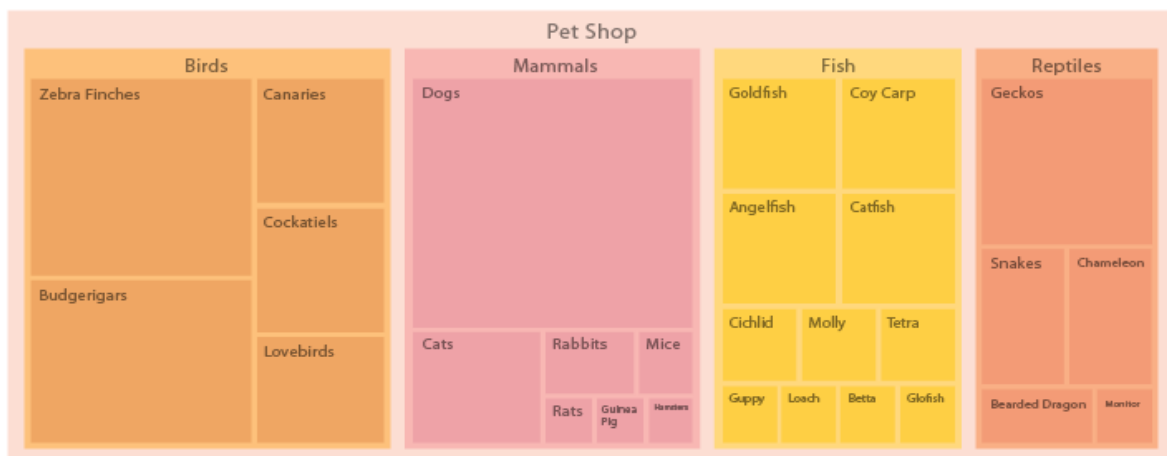 Pet Shop
Birds
Zebra Finches
Canaries
Cockatiels
Budgerigars
Lovebirds
Mammals
Dogs
Cats
Rabbits
Mice
Rats
Guinea
Pig
Hamsters
Fish
Goldfish
Coy Carp
Angelfish
Catfish
Cichlid
Molly
Tetra
Guppy
Loach
Betta
Glofish
Reptiles
Geckos
Snakes
Chameleon
Bearded Dragon
Monitor